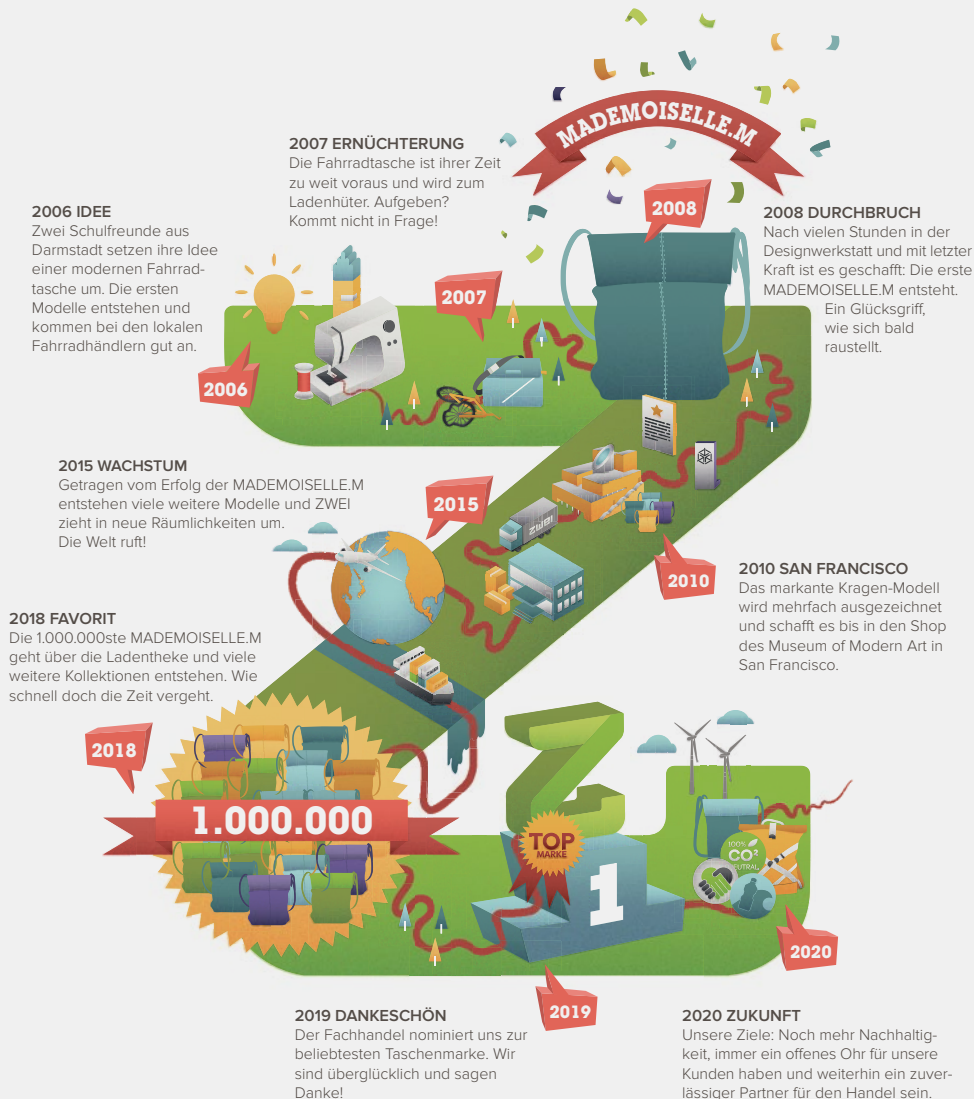 MADEMOISELLE.M
2007 ERNÜCHTERUNG
Die Fahrradtasche ist ihrer Zeit
zu weit voraus und wird zum
Ladenhüter. Aufgeben?
Kommt nicht in Frage!
2006 IDEE
Zwei Schulfreunde aus
Darmstadt setzen ihre Idee
einer modernen Fahrrad-
tasche um. Die ersten
Modelle entstehen und
kommen bei den lokalen
Fahrradhändlern gut an.
2008
2008 DURCHBRUCH
Nach vielen Stunden in der
Designwerkstatt und mit letzter
Kraft ist es geschafft: Die erste
MADEMOISELLE.M entsteht.
Ein Glücksgriff,
wie sich bald
raustellt.
2007
2006
2015 WACHSTUM
Getragen vom Erfolg der MADEMOISELLE.M
entstehen viele weitere Modelle und ZWEI
zieht in neue Räumlichkeiten um.
Die Welt ruft!
2015
ZWEI
2010
2010 SAN FRANCISCO
Das markante Kragen-Modell
wird mehrfach ausgezeichnet
und schafft es bis in den Shop
des Museum of Modern Art in
San Francisco.
2018 FAVORIT
Die 1.000.000ste MADEMOISELLE.M
geht über die Ladentheke und viele
weitere Kollektionen entstehen. Wie
schnell doch die Zeit vergeht.
2018
1.000.000
TOP
MARKE
1
100%
CO²
NEUTRAL
2020
2019
2019 DANKESCHÖN
Der Fachhandel nominiert uns zur
beliebtesten Taschenmarke. Wir
sind überglücklich und sagen
Danke!
2020 ZUKUNFT
Unsere Ziele: Noch mehr Nachhaltig-
keit, immer ein offenes Ohr für unsere
Kunden haben und weiterhin ein zuver-
lässiger Partner für den Handel sein.